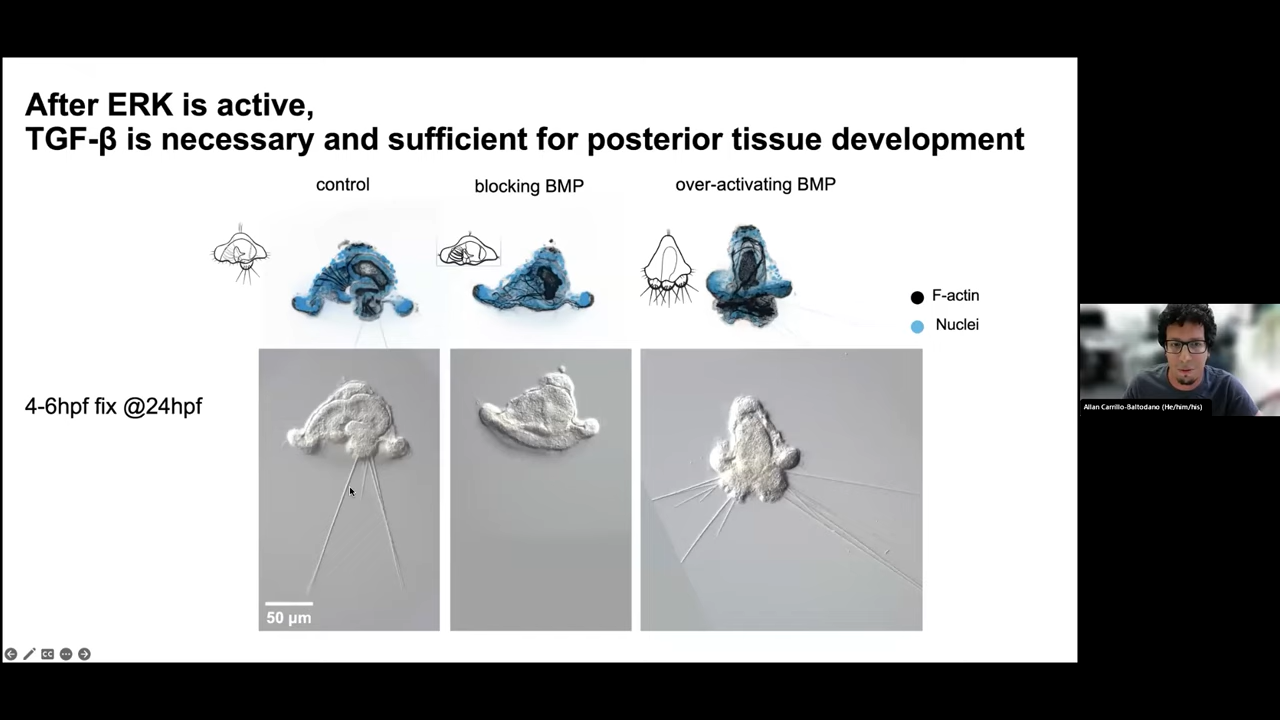 After ERK is active,
TGF-β is necessary and sufficient for posterior tissue development
control
blocking BMP
over-activating BMP
F-actin
Nuclei
4-6hpf fix @24hpf
50 µm
CC
Allan Carrillo-Baltodano (He/him/his)